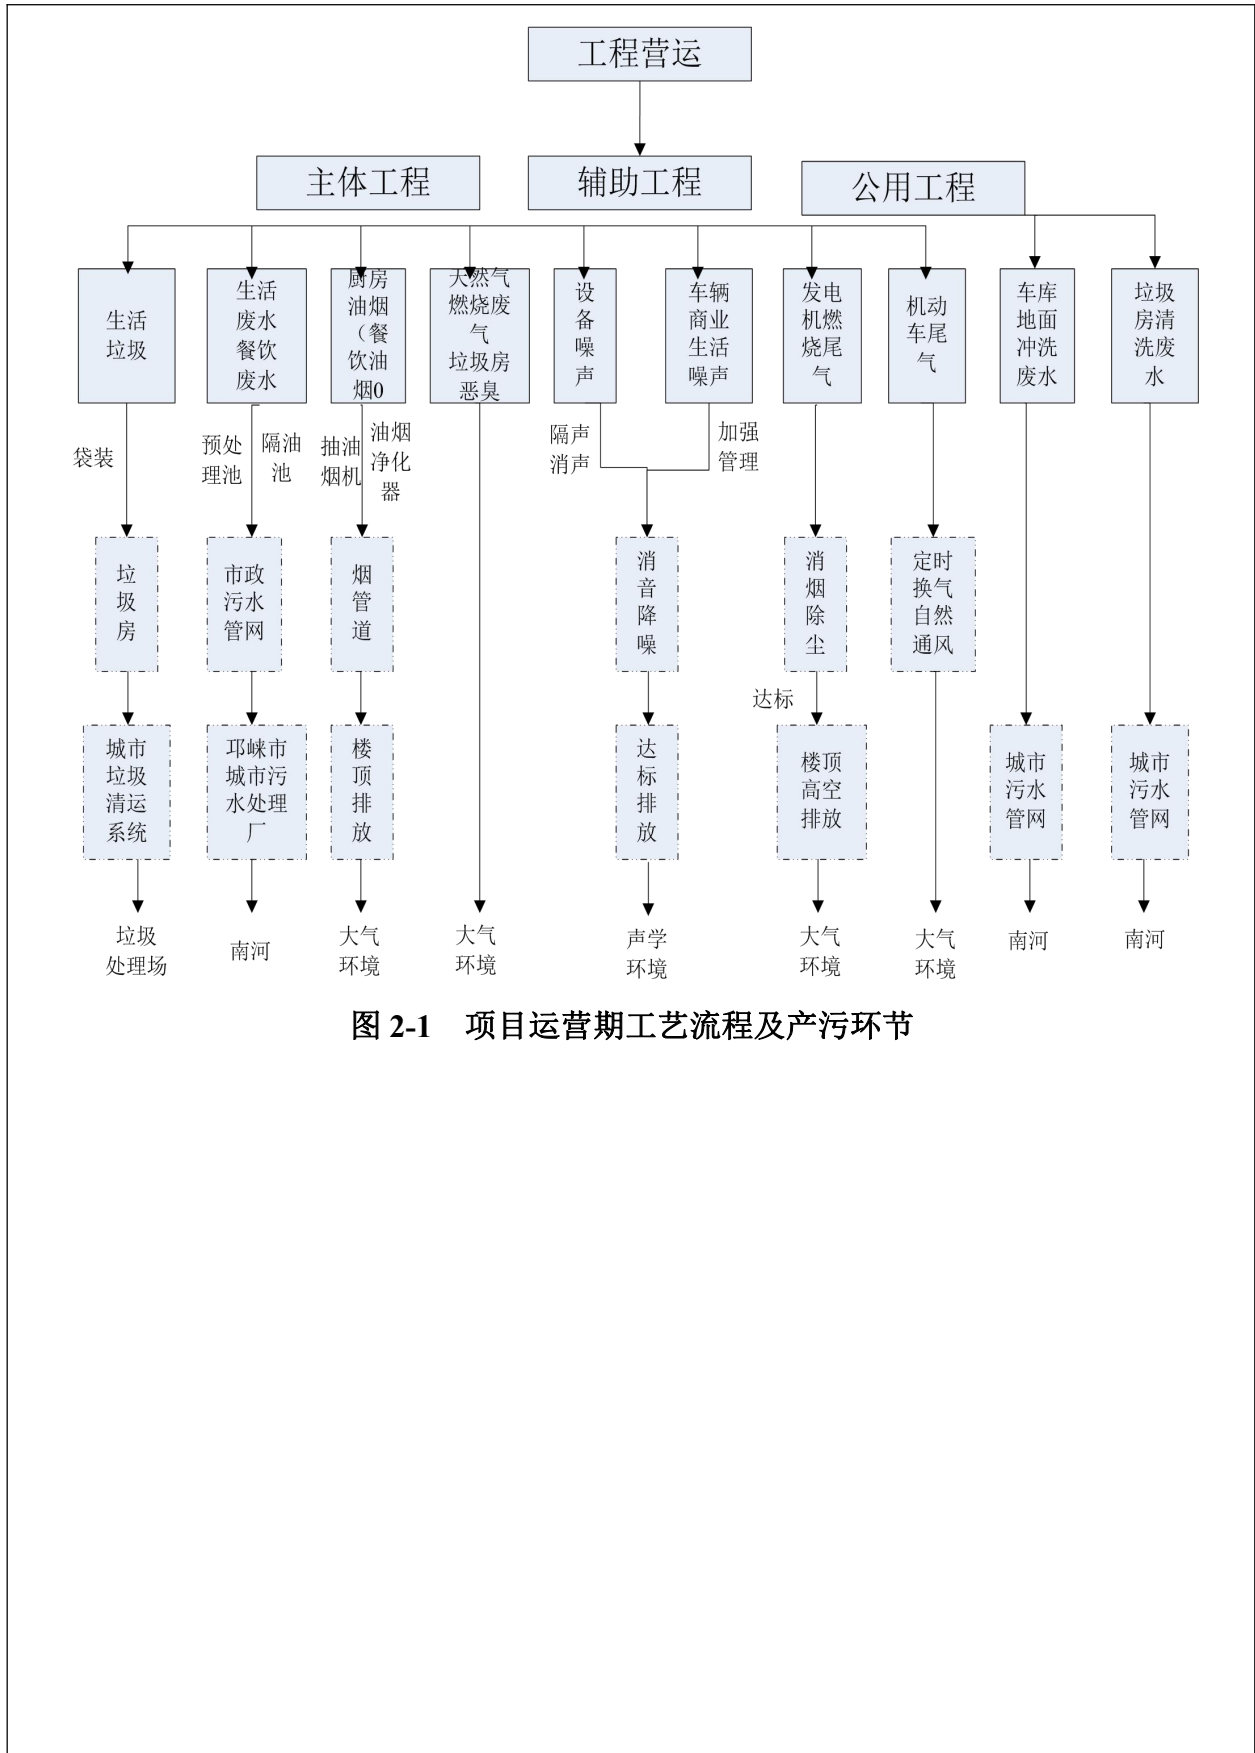 工程营运
主体工程
辅助工程
公用工程
生活
垃圾
生活
废水
餐饮
废水
厨房
油烟
（餐
饮油
烟0
天然气
燃烧废
气
垃圾房
恶臭
设
备
噪
声
车辆
商业
生活
噪声
发电
机燃
烧尾
气
机动
车尾
气
车库
地面
冲洗
废水
垃圾
房清
洗废
水
袋装
预处
理池
隔油
池
抽油
烟机
油烟
净化
器
隔声
消声
加强
管理
垃
圾
房
市政
污水
管网
烟
管
道
消
音
降
噪
消
烟
除
尘
定时
换气
自然
通风
达标
城市
垃圾
清运
系统
邛崃市
城市污
水处理
厂
楼
顶
排
放
达
标
排
放
楼顶
高空
排放
城市
污水
管网
城市
污水
管网
垃圾
处理场
南河
大气
环境
大气
环境
声学
环境
大气
环境
大气
环境
南河
南河
图 2-1 项目运营期工艺流程及产污环节